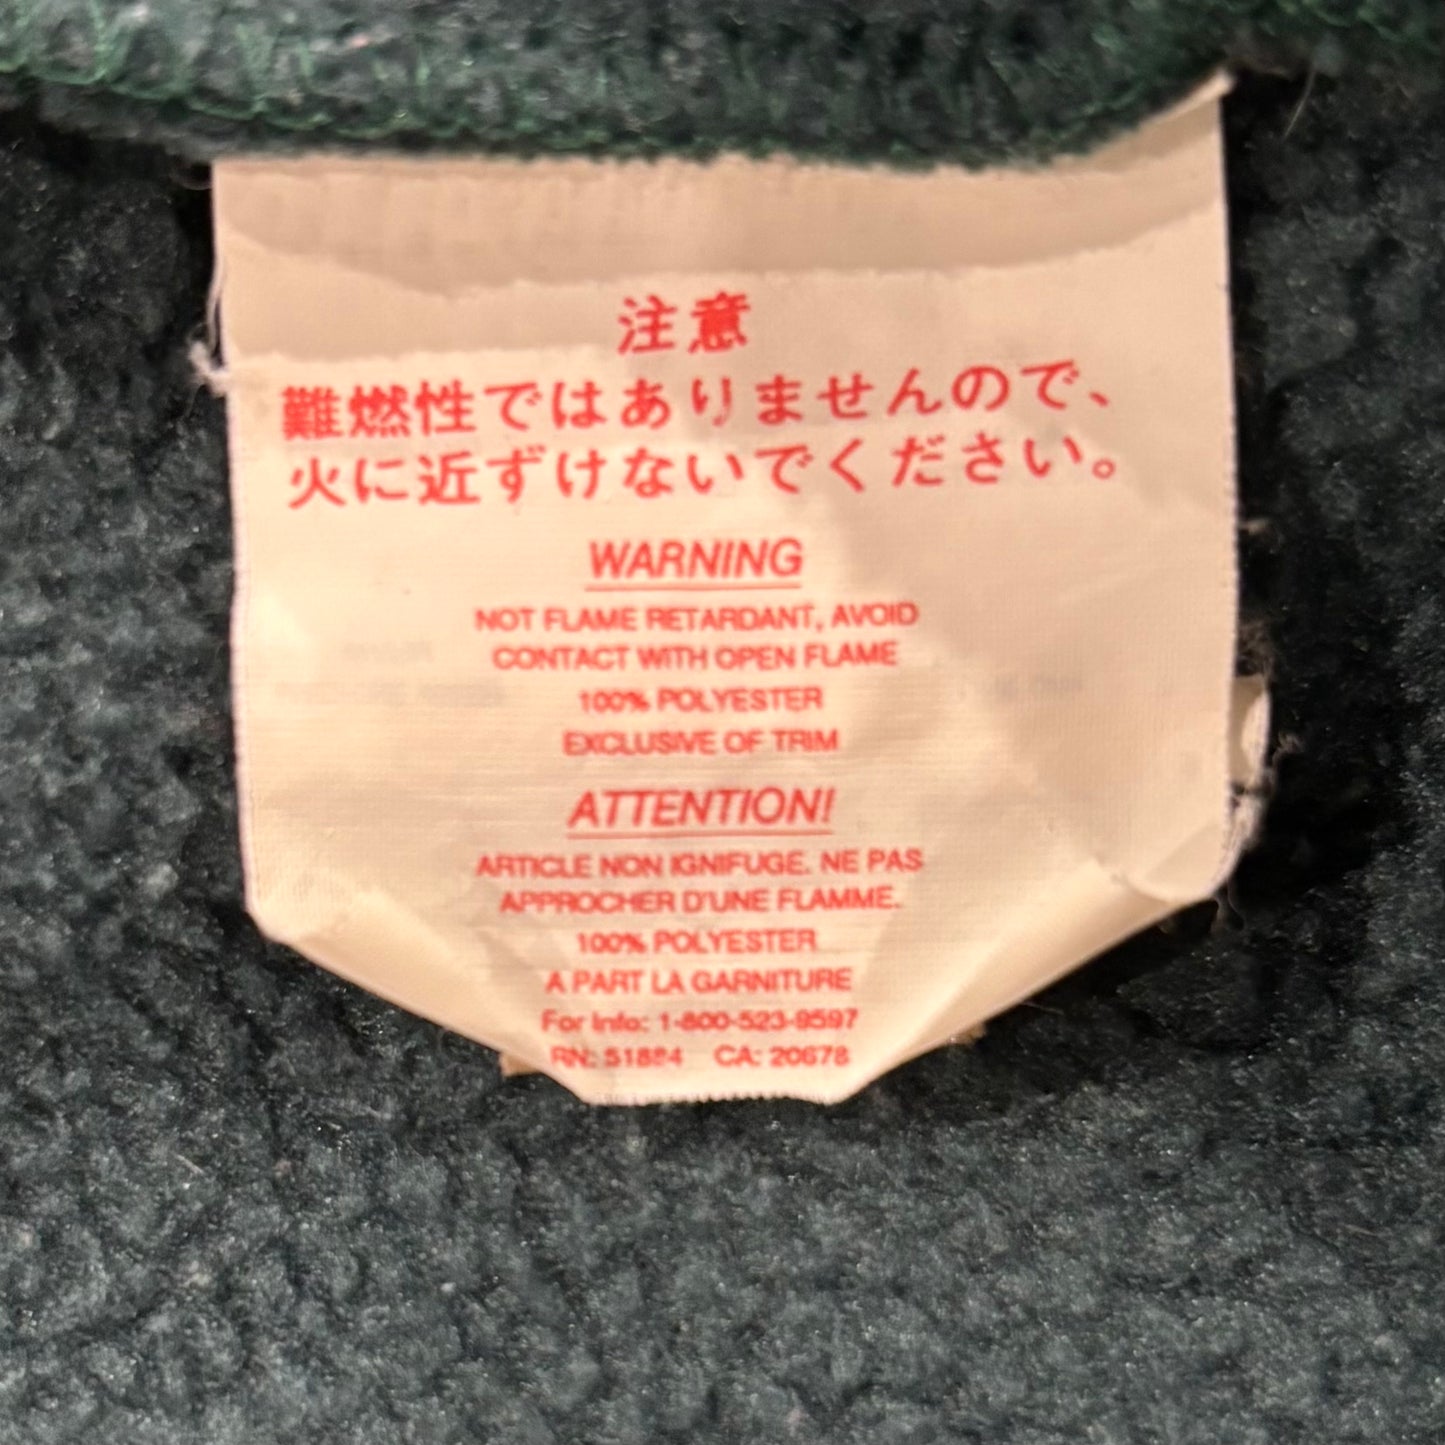 注意
難燃性ではありませんので、
火に近ずけないでください。
WARNING
NOT FLAME RETARDANT, AVOID
CONTACT WITH OPEN FLAME
100% POLYESTER
EXCLUSIVE OF TRIM
ATTENTION!
ARTICLE NON IGNIFUGE. NE PAS
APPROCHER D'UNE FLAMME.
100% POLYESTER
A PART LA GARNITURE
For Info: 1-800-523-9597
RN: 51884 CA: 20678